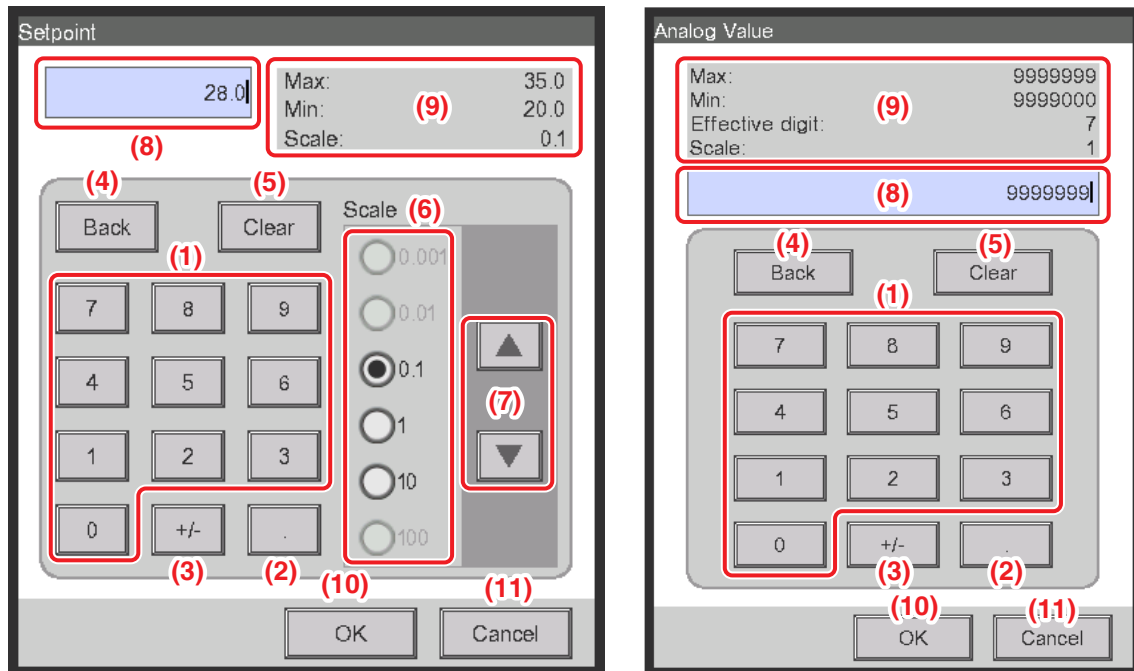 Setpoint
28.0
(8)
Max: 35.0
Min: 20.0
Scale: 0.1
(9)
(4)
Back
(5)
Clear
(1)
7 8 9
4 5 6
1 2 3
0 +/- .
(3) (2)
Scale (6)
0.001
0.01
0.1
1
10
100
(7)
(10)
OK
(11)
Cancel
Analog Value
Max: 9999999
Min: 9999000
Effective digit: 7
Scale: 1
(9)
(8) 9999999
(4)
Back
(5)
Clear
(1)
7 8 9
4 5 6
1 2 3
0 +/- .
(3) (2)
(10)
OK
(11)
Cancel